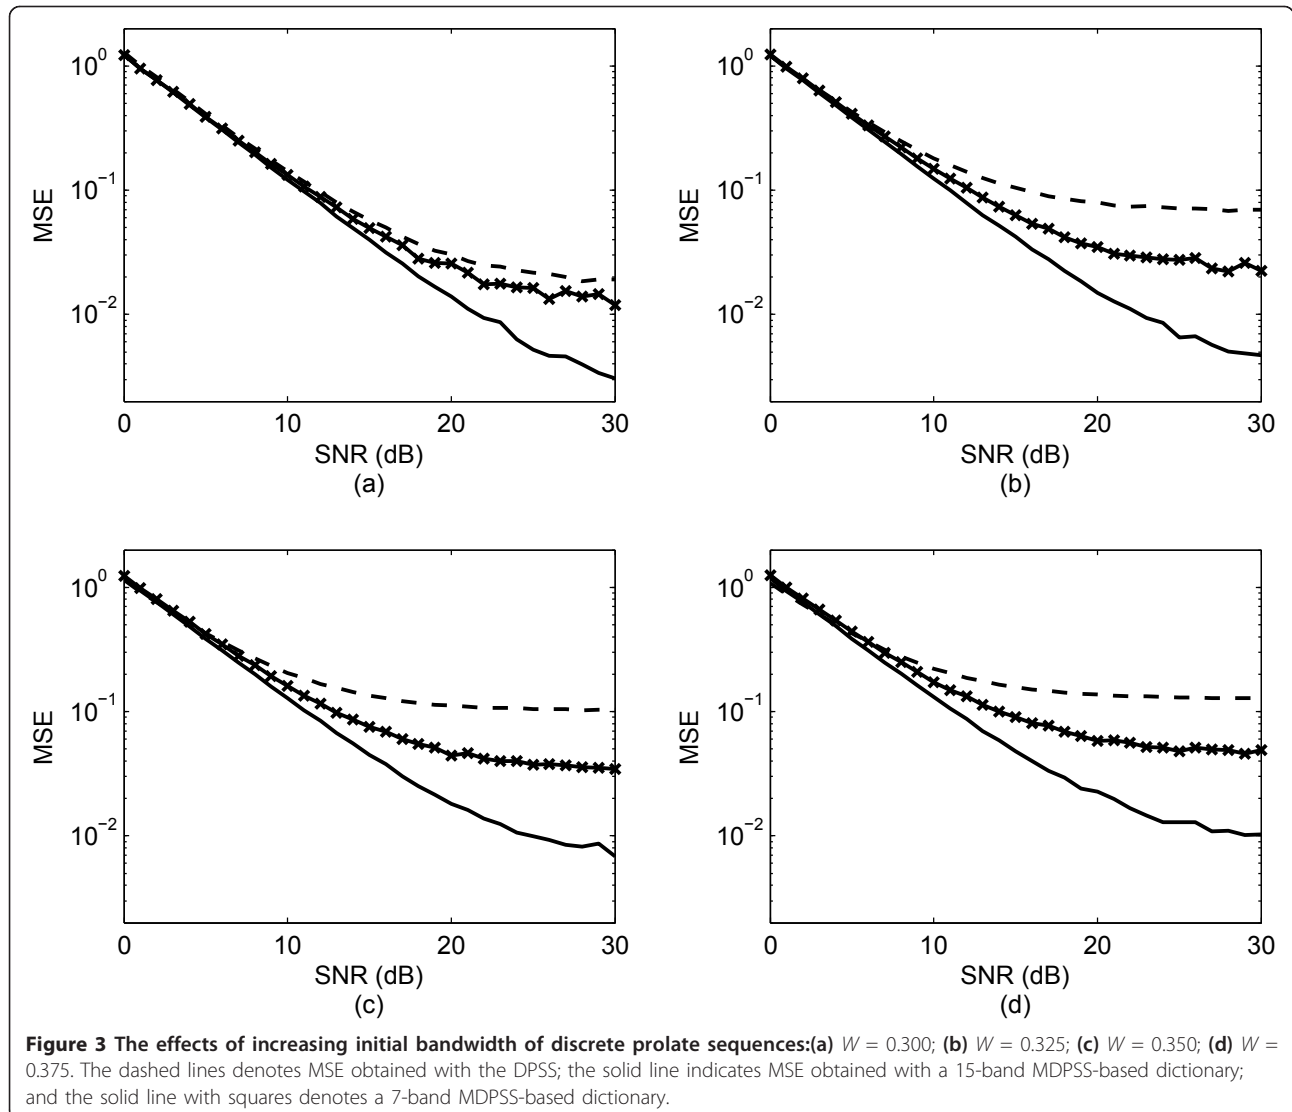 10^0
10^−1
10^−2
MSE
0 10 20 30
SNR (dB)
(a)
10^0
10^−1
10^−2
MSE
0 10 20 30
SNR (dB)
(b)
10^0
10^−1
10^−2
MSE
0 10 20 30
SNR (dB)
(c)
10^0
10^−1
10^−2
MSE
0 10 20 30
SNR (dB)
(d)
Figure 3 The effects of increasing initial bandwidth of discrete prolate sequences:(a) W = 0.300; (b) W = 0.325; (c) W = 0.350; (d) W =
0.375. The dashed lines denotes MSE obtained with the DPSS; the solid line indicates MSE obtained with a 15-band MDPSS-based dictionary;
and the solid line with squares denotes a 7-band MDPSS-based dictionary.